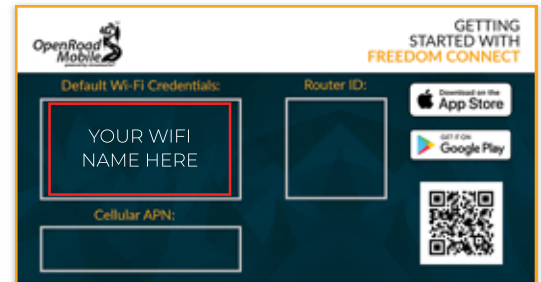 OpenRoad
Mobile
GETTING
STARTED WITH
FREEDOM CONNECT
Default Wi-Fi Credentials:
YOUR WIFI
NAME HERE
Router ID:
Download on the
App Store
GET IT ON
Google Play
Cellular APN: